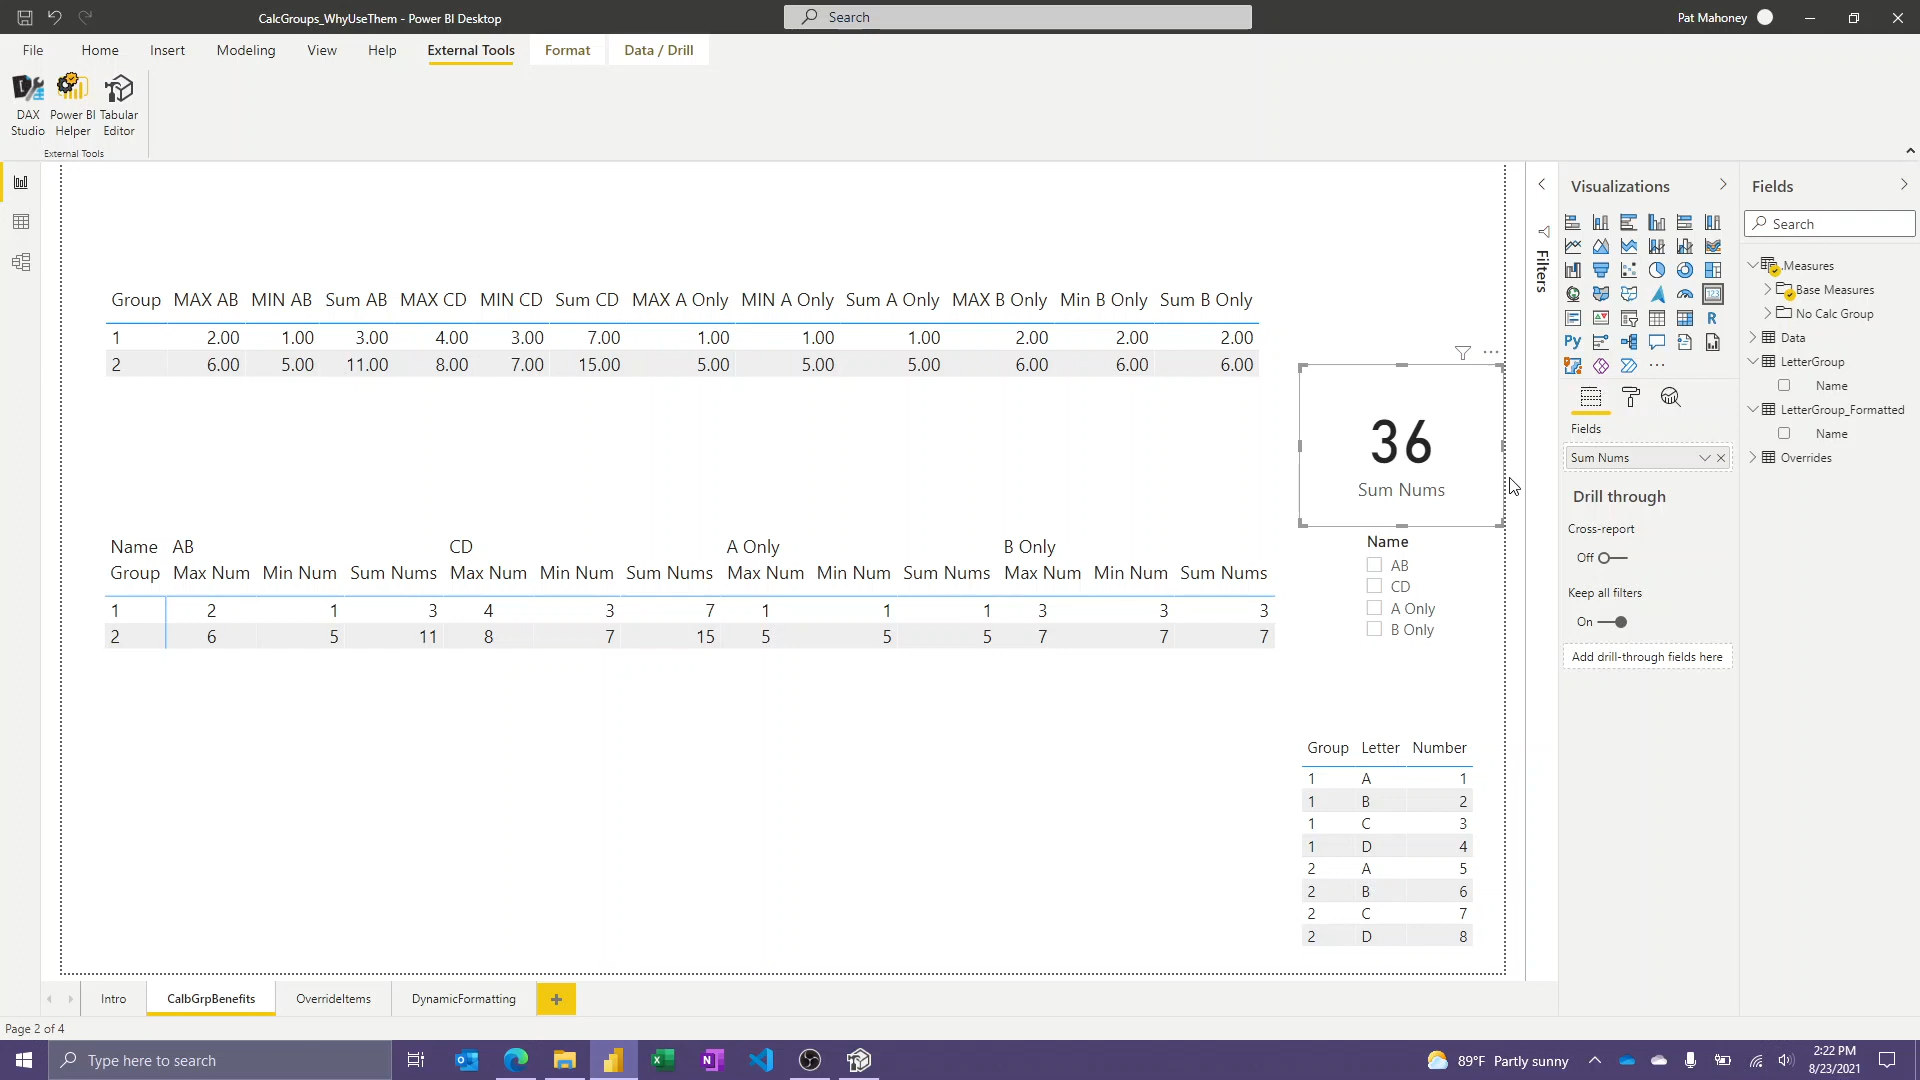 CalcGroups_WhyUseThem - Power BI Desktop
Search
Pat Mahoney
File Home Insert Modeling View Help External Tools Format Data / Drill
DAX Studio
Power BI Helper
Tabular Editor
External Tools
Group MAX AB MIN AB Sum AB MAX CD MIN CD Sum CD MAX A Only MIN A Only Sum A Only MAX B Only Min B Only Sum B Only
1 2.00 1.00 3.00 4.00 3.00 7.00 1.00 1.00 1.00 2.00 2.00 2.00
2 6.00 5.00 11.00 8.00 7.00 15.00 5.00 5.00 5.00 6.00 6.00 6.00
36
Sum Nums
Name AB CD A Only B Only
Group Max Num Min Num Sum Nums Max Num Min Num Sum Nums Max Num Min Num Sum Nums Max Num Min Num Sum Nums
1 2 1 3 4 3 7 1 1 1 3 3 3
2 6 5 11 8 7 15 5 5 5 7 7 7
Name
AB
CD
A Only
B Only
Group Letter Number
1 A 1
1 B 2
1 C 3
1 D 4
2 A 5
2 B 6
2 C 7
2 D 8
Filters
Visualizations
R
Py
123
Fields
Sum Nums
Drill through
Cross-report
Off
Keep all filters
On
Add drill-through fields here
Fields
Search
.Measures
Base Measures
No Calc Group
Data
LetterGroup
Name
LetterGroup_Formatted
Name
Overrides
Intro CalbGrpBenefits OverrideItems DynamicFormatting +
Page 2 of 4
Type here to search
89°F Partly sunny
2:22 PM
8/23/2021